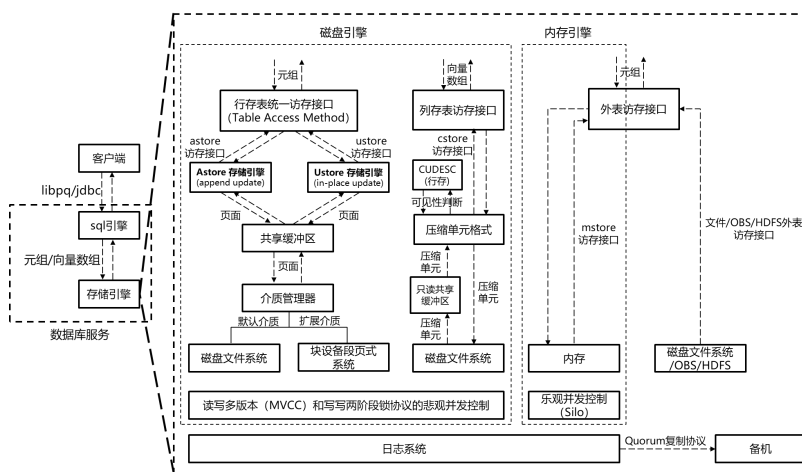 磁盘引擎
内存引擎
元组
向量
数组
元组
行存表统一访存接口
（Table Access Method）
列存表访存接口
外表访存接口
astore
访存接口
ustore
访存接口
cstore
访存接口
客户端
libpq/jdbc
Astore 存储引擎
(append update)
Ustore 存储引擎
(in-place update)
CUDESC
(行存)
可见性判断
页面
页面
sql引擎
共享缓冲区
压缩单元格式
mstore
访存接口
文件/OBS/HDFS外表
访存接口
元组/向量数组
页面
压缩
单元
存储引擎
介质管理器
只读共享
缓冲区
压缩
单元
数据库服务
默认介质
扩展介质
压缩
单元
磁盘文件系统
块设备段页式
系统
磁盘文件系统
内存
磁盘文件系统
/OBS/HDFS
读写多版本（MVCC）和写写两阶段锁协议的悲观并发控制
乐观并发控制
（Silo）
日志系统
Quorum复制协议
备机